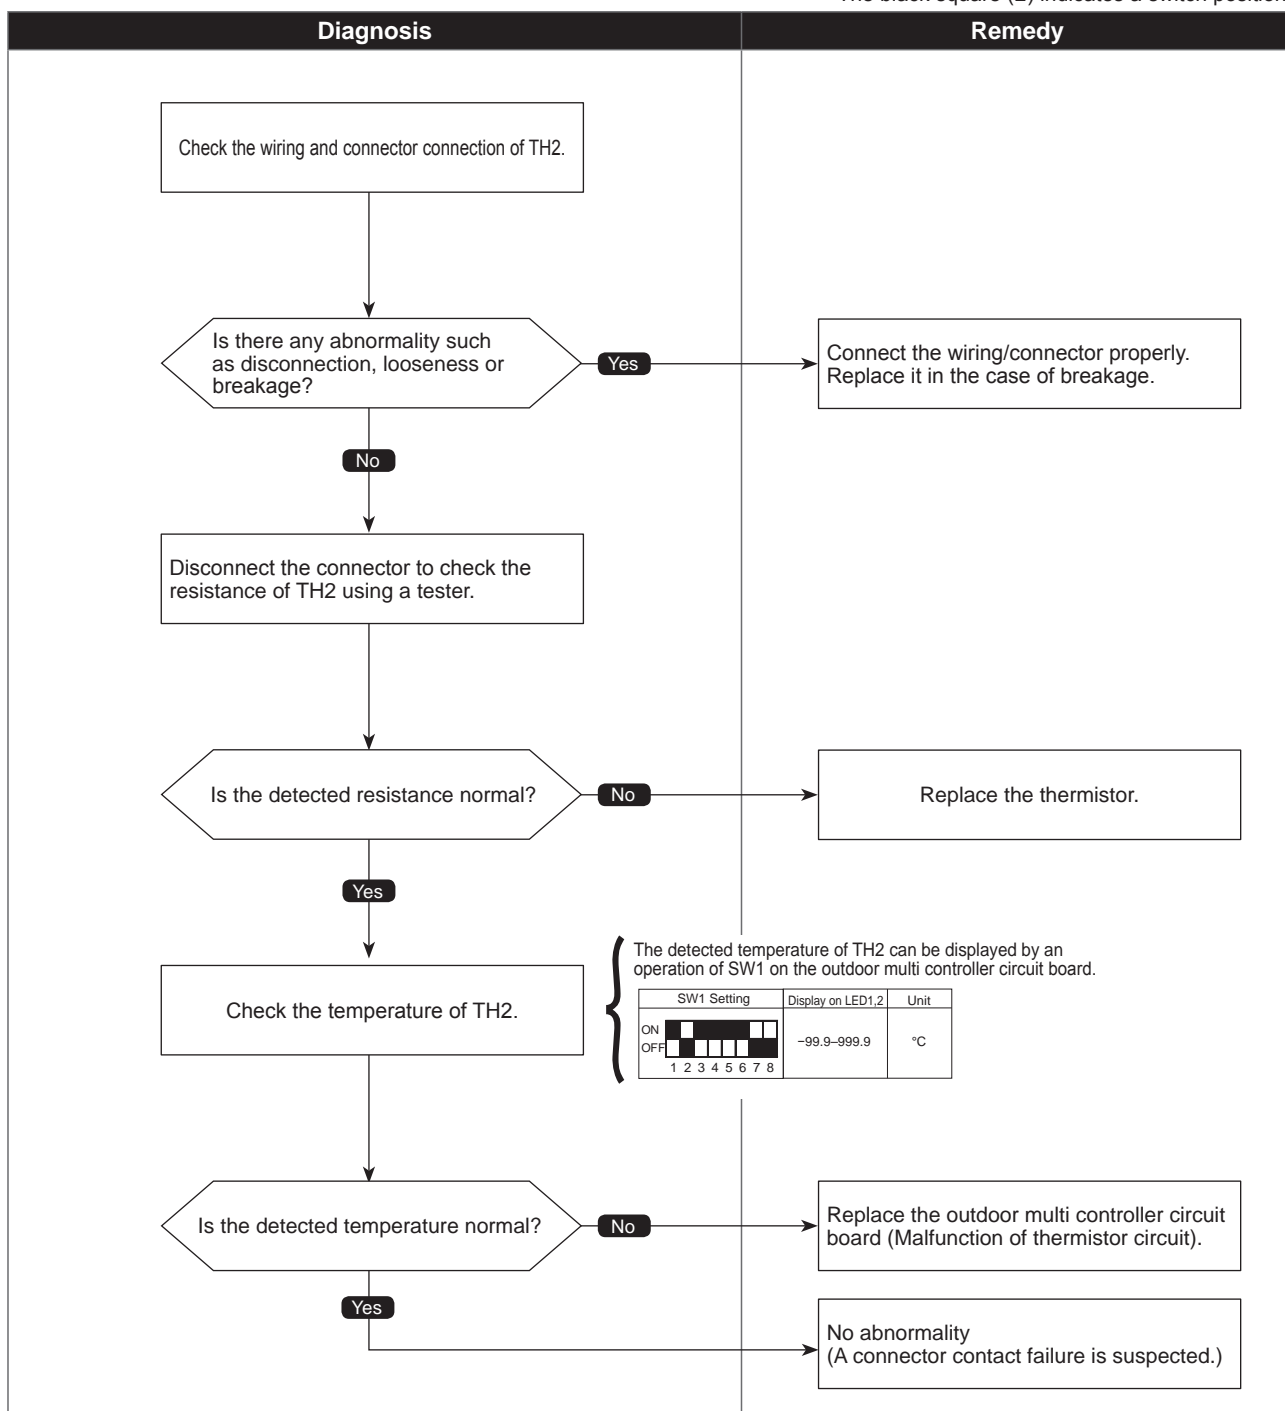 The black square (■) indicates a switch position
Diagnosis
Remedy
Check the wiring and connector connection of TH2.
Is there any abnormality such
as disconnection, looseness or
breakage?
Yes
Connect the wiring/connector properly.
Replace it in the case of breakage.
No
Disconnect the connector to check the
resistance of TH2 using a tester.
Is the detected resistance normal?
No
Replace the thermistor.
Yes
Check the temperature of TH2.
The detected temperature of TH2 can be displayed by an
operation of SW1 on the outdoor multi controller circuit board.
SW1 Setting Display on LED1,2 Unit
ON
OFF
−99.9–999.9 °C
1 2 3 4 5 6 7 8
Is the detected temperature normal?
No
Replace the outdoor multi controller circuit
board (Malfunction of thermistor circuit).
Yes
No abnormality
(A connector contact failure is suspected.)